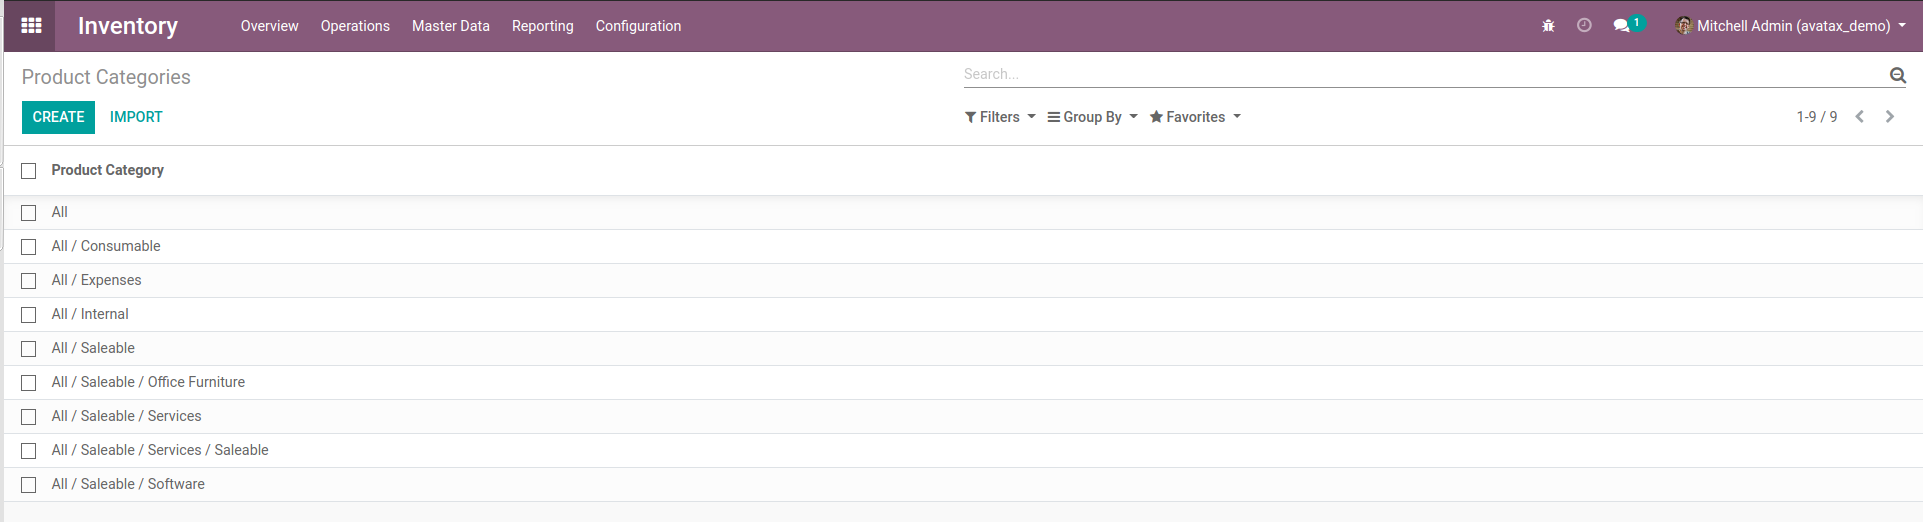 Inventory Overview Operations Master Data Reporting Configuration 1 Mitchell Admin (avatax_demo)
Product Categories Search...
CREATE IMPORT Filters Group By Favorites 1-9 / 9
Product Category
All
All / Consumable
All / Expenses
All / Internal
All / Saleable
All / Saleable / Office Furniture
All / Saleable / Services
All / Saleable / Services / Saleable
All / Saleable / Software